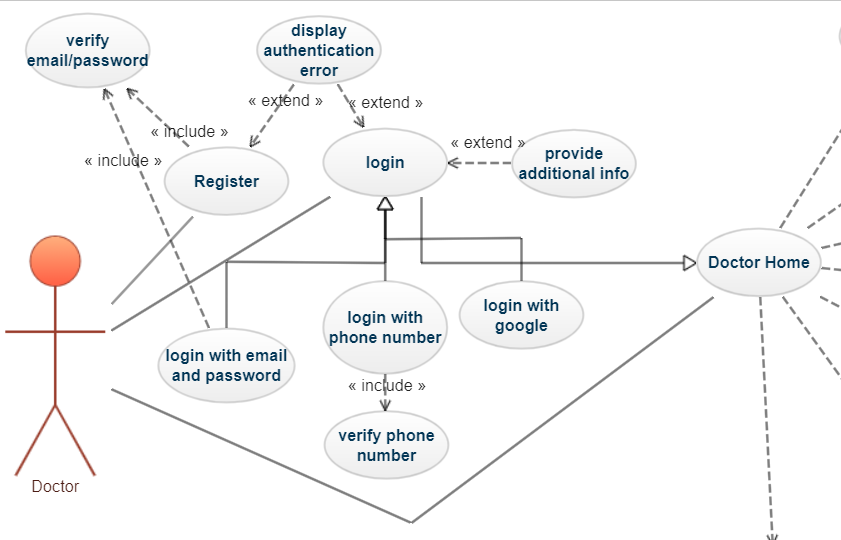 verify
email/password
display
authentication
error
« extend »
« extend »
« include »
« include »
« extend »
Register
login
provide
additional info
Doctor Home
login with email
and password
login with
phone number
login with
google
« include »
verify phone
number
Doctor